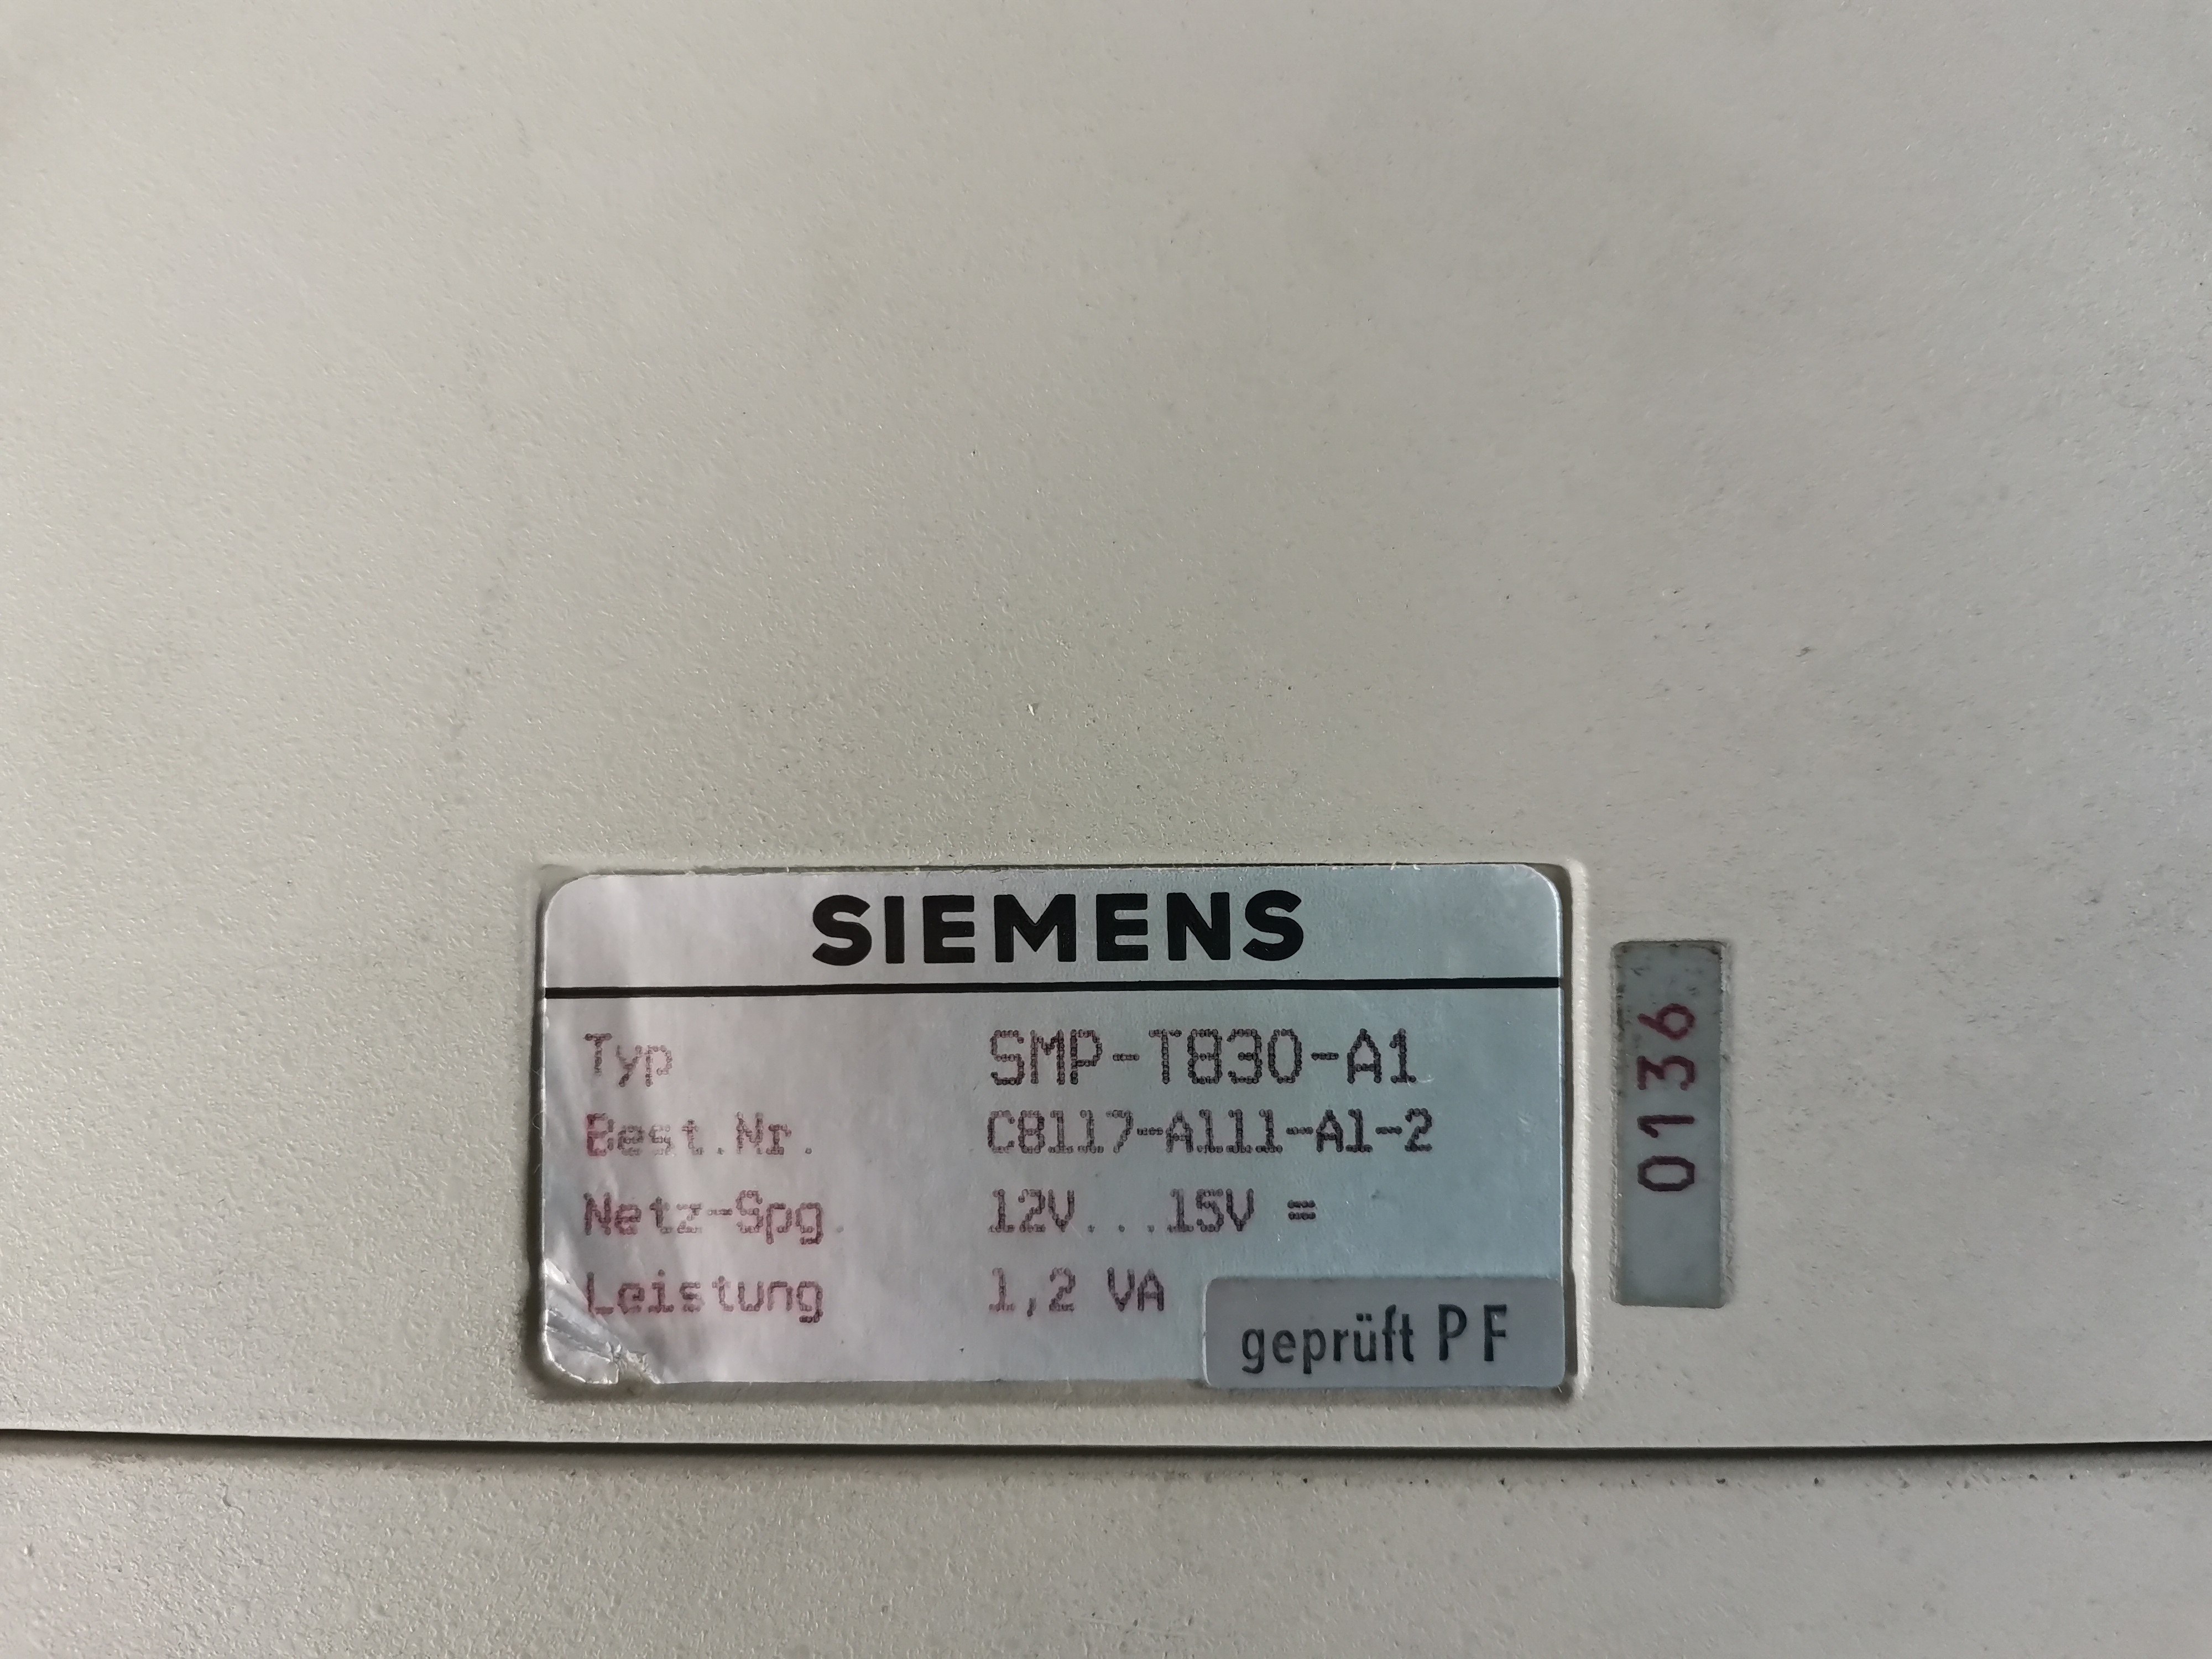 SIEMENS
Typ SMP-T830-A1
Best.Nr. C8117-A111-A1-2
Netz-Spg. 12V...15V =
Leistung 1,2 VA
geprüft PF
0136